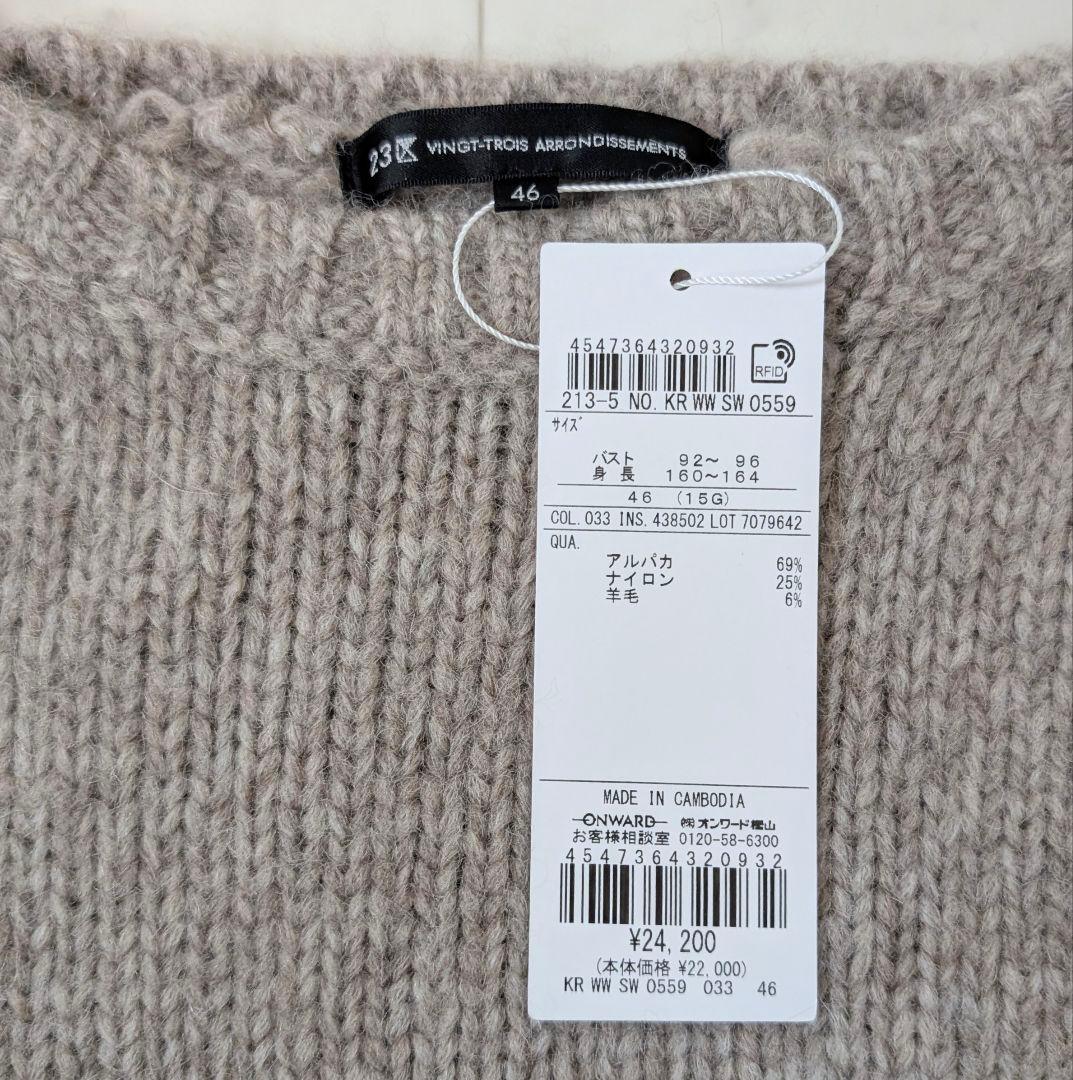 23区 VINGT-TROIS ARRONDISSEMENTS
46
4547364320932
RFID
213-5 NO. KR WW SW 0559
サイズ
バスト 92〜 96
身長 160〜164
46 (15G)
COL. 033 INS. 438502 LOT 7079642
QUA.
アルパカ 69%
ナイロン 25%
羊毛 6%
MADE IN CAMBODIA
ONWARD ㈱オンワード樫山
お客様相談室 0120-58-6300
4547364320932
¥24,200
(本体価格 ¥22,000)
KR WW SW 0559 033 46